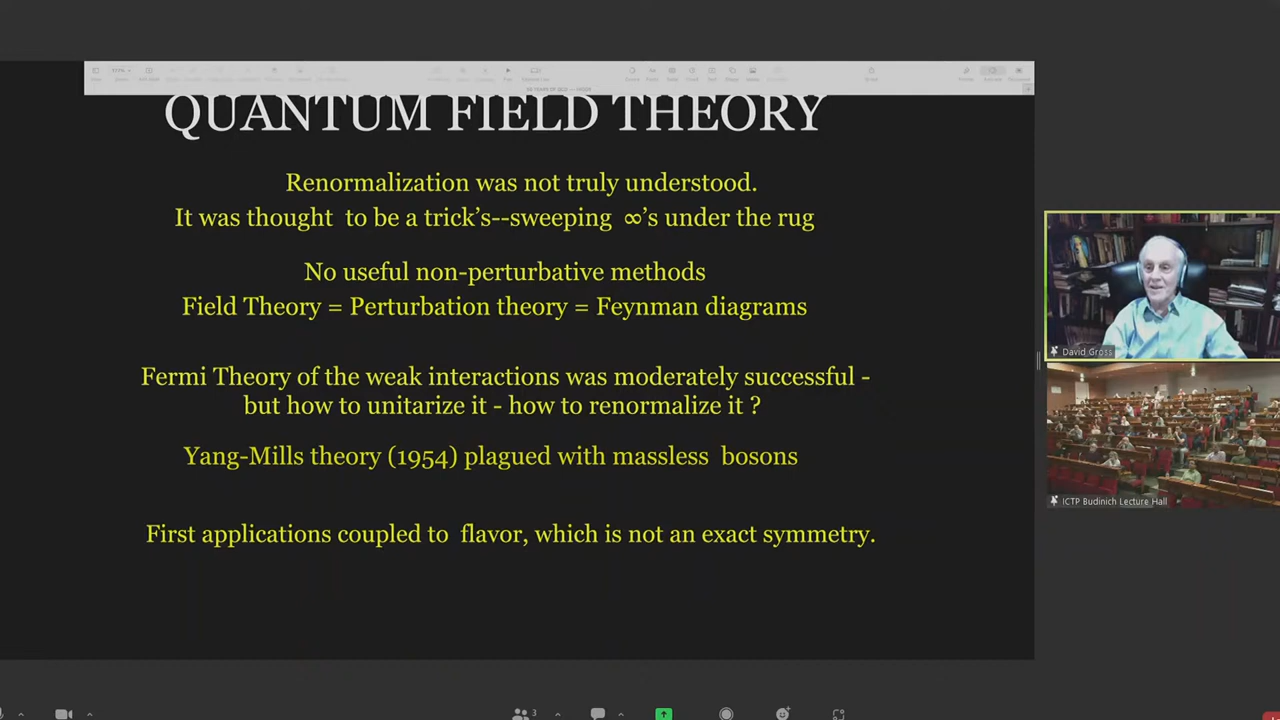 QUANTUM FIELD THEORY
Renormalization was not truly understood.
It was thought to be a trick's--sweeping ∞'s under the rug
No useful non-perturbative methods
Field Theory = Perturbation theory = Feynman diagrams
Fermi Theory of the weak interactions was moderately successful -
but how to unitarize it - how to renormalize it ?
Yang-Mills theory (1954) plagued with massless bosons
First applications coupled to flavor, which is not an exact symmetry.
David Gross
ICTP Budinich Lecture Hall
3